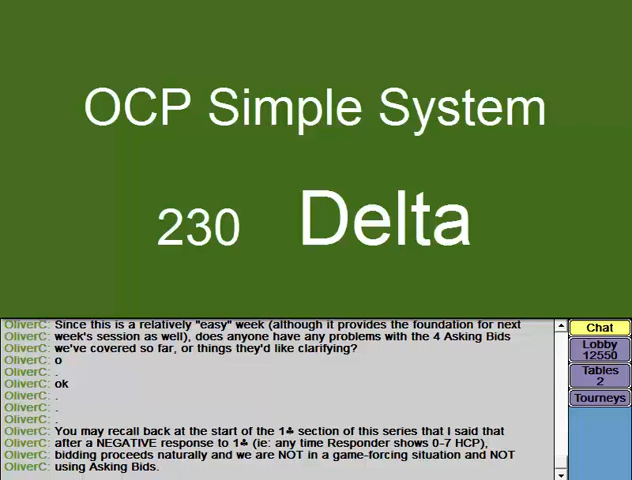 OCP Simple System
230 Delta
OliverC: Since this is a relatively "easy" week (although it provides the foundation for next
OliverC: week's session as well), does anyone have any problems with the 4 Asking Bids
OliverC: we've covered so far, or things they'd like clarifying?
OliverC: o
OliverC: .
OliverC: ok
OliverC: .
OliverC: .
OliverC: .
OliverC: You may recall back at the start of the 1♣ section of this series that I said that
OliverC: after a NEGATIVE response to 1♣ (ie: any time Responder shows 0-7 HCP),
OliverC: bidding proceeds naturally and we are NOT in a game-forcing situation and NOT
OliverC: using Asking Bids.
Chat
Lobby
12550
Tables
2
Tourneys